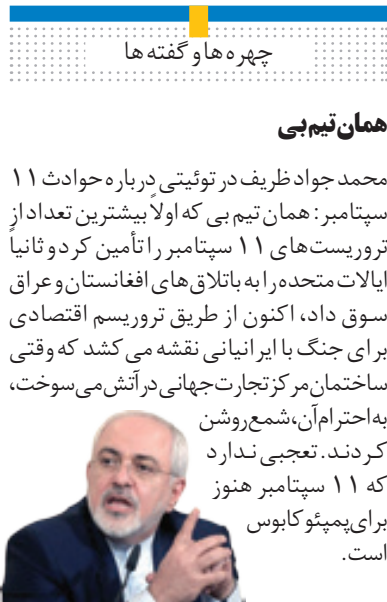 چهره‌ها و گفته‌ها
همان تیم بی
محمد جواد ظریف در توئیتی درباره حوادث ۱۱
سپتامبر: همان تیم بی که اولاً بیشترین تعداد از
تروریست‌های ۱۱ سپتامبر را تأمین کرد و ثانیاً
ایالات متحده را به باتلاق‌های افغانستان و عراق
سوق داد، اکنون از طریق تروریسم اقتصادی
برای جنگ با ایرانیانی نقشه می‌کشد که وقتی
ساختمان مرکز تجارت جهانی در آتش می‌سوخت،
به احترام آن، شمع روشن
کردند. تعجبی ندارد
که ۱۱ سپتامبر هنوز
برای پمپئو کابوس
است.